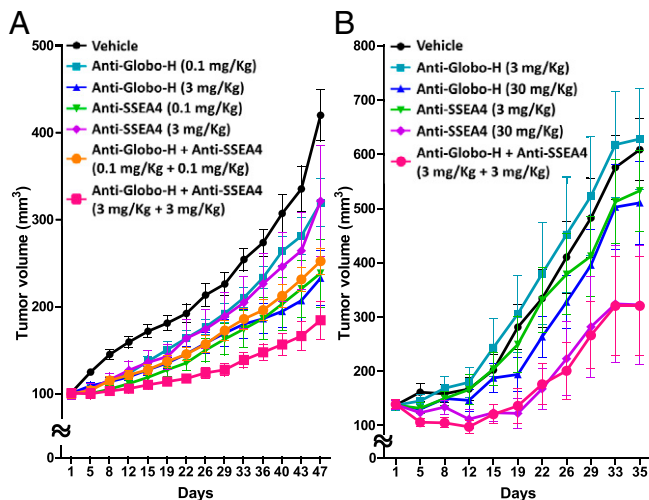 A
Tumor volume (mm³)
500
400
300
200
100
0
≈
Vehicle
Anti-Globo-H (0.1 mg/Kg)
Anti-Globo-H (3 mg/Kg)
Anti-SSEA4 (0.1 mg/Kg)
Anti-SSEA4 (3 mg/Kg)
Anti-Globo-H + Anti-SSEA4
(0.1 mg/Kg + 0.1 mg/Kg)
Anti-Globo-H + Anti-SSEA4
(3 mg/Kg + 3 mg/Kg)
1 5 8 12 15 19 22 26 29 33 36 40 43 47
Days
B
Tumor volume (mm³)
800
700
600
500
400
300
200
100
0
≈
Vehicle
Anti-Globo-H (3 mg/Kg)
Anti-Globo-H (30 mg/Kg)
Anti-SSEA4 (3 mg/Kg)
Anti-SSEA4 (30 mg/Kg)
Anti-Globo-H + Anti-SSEA4
(3 mg/Kg + 3 mg/Kg)
1 5 8 12 15 19 22 26 29 33 35
Days